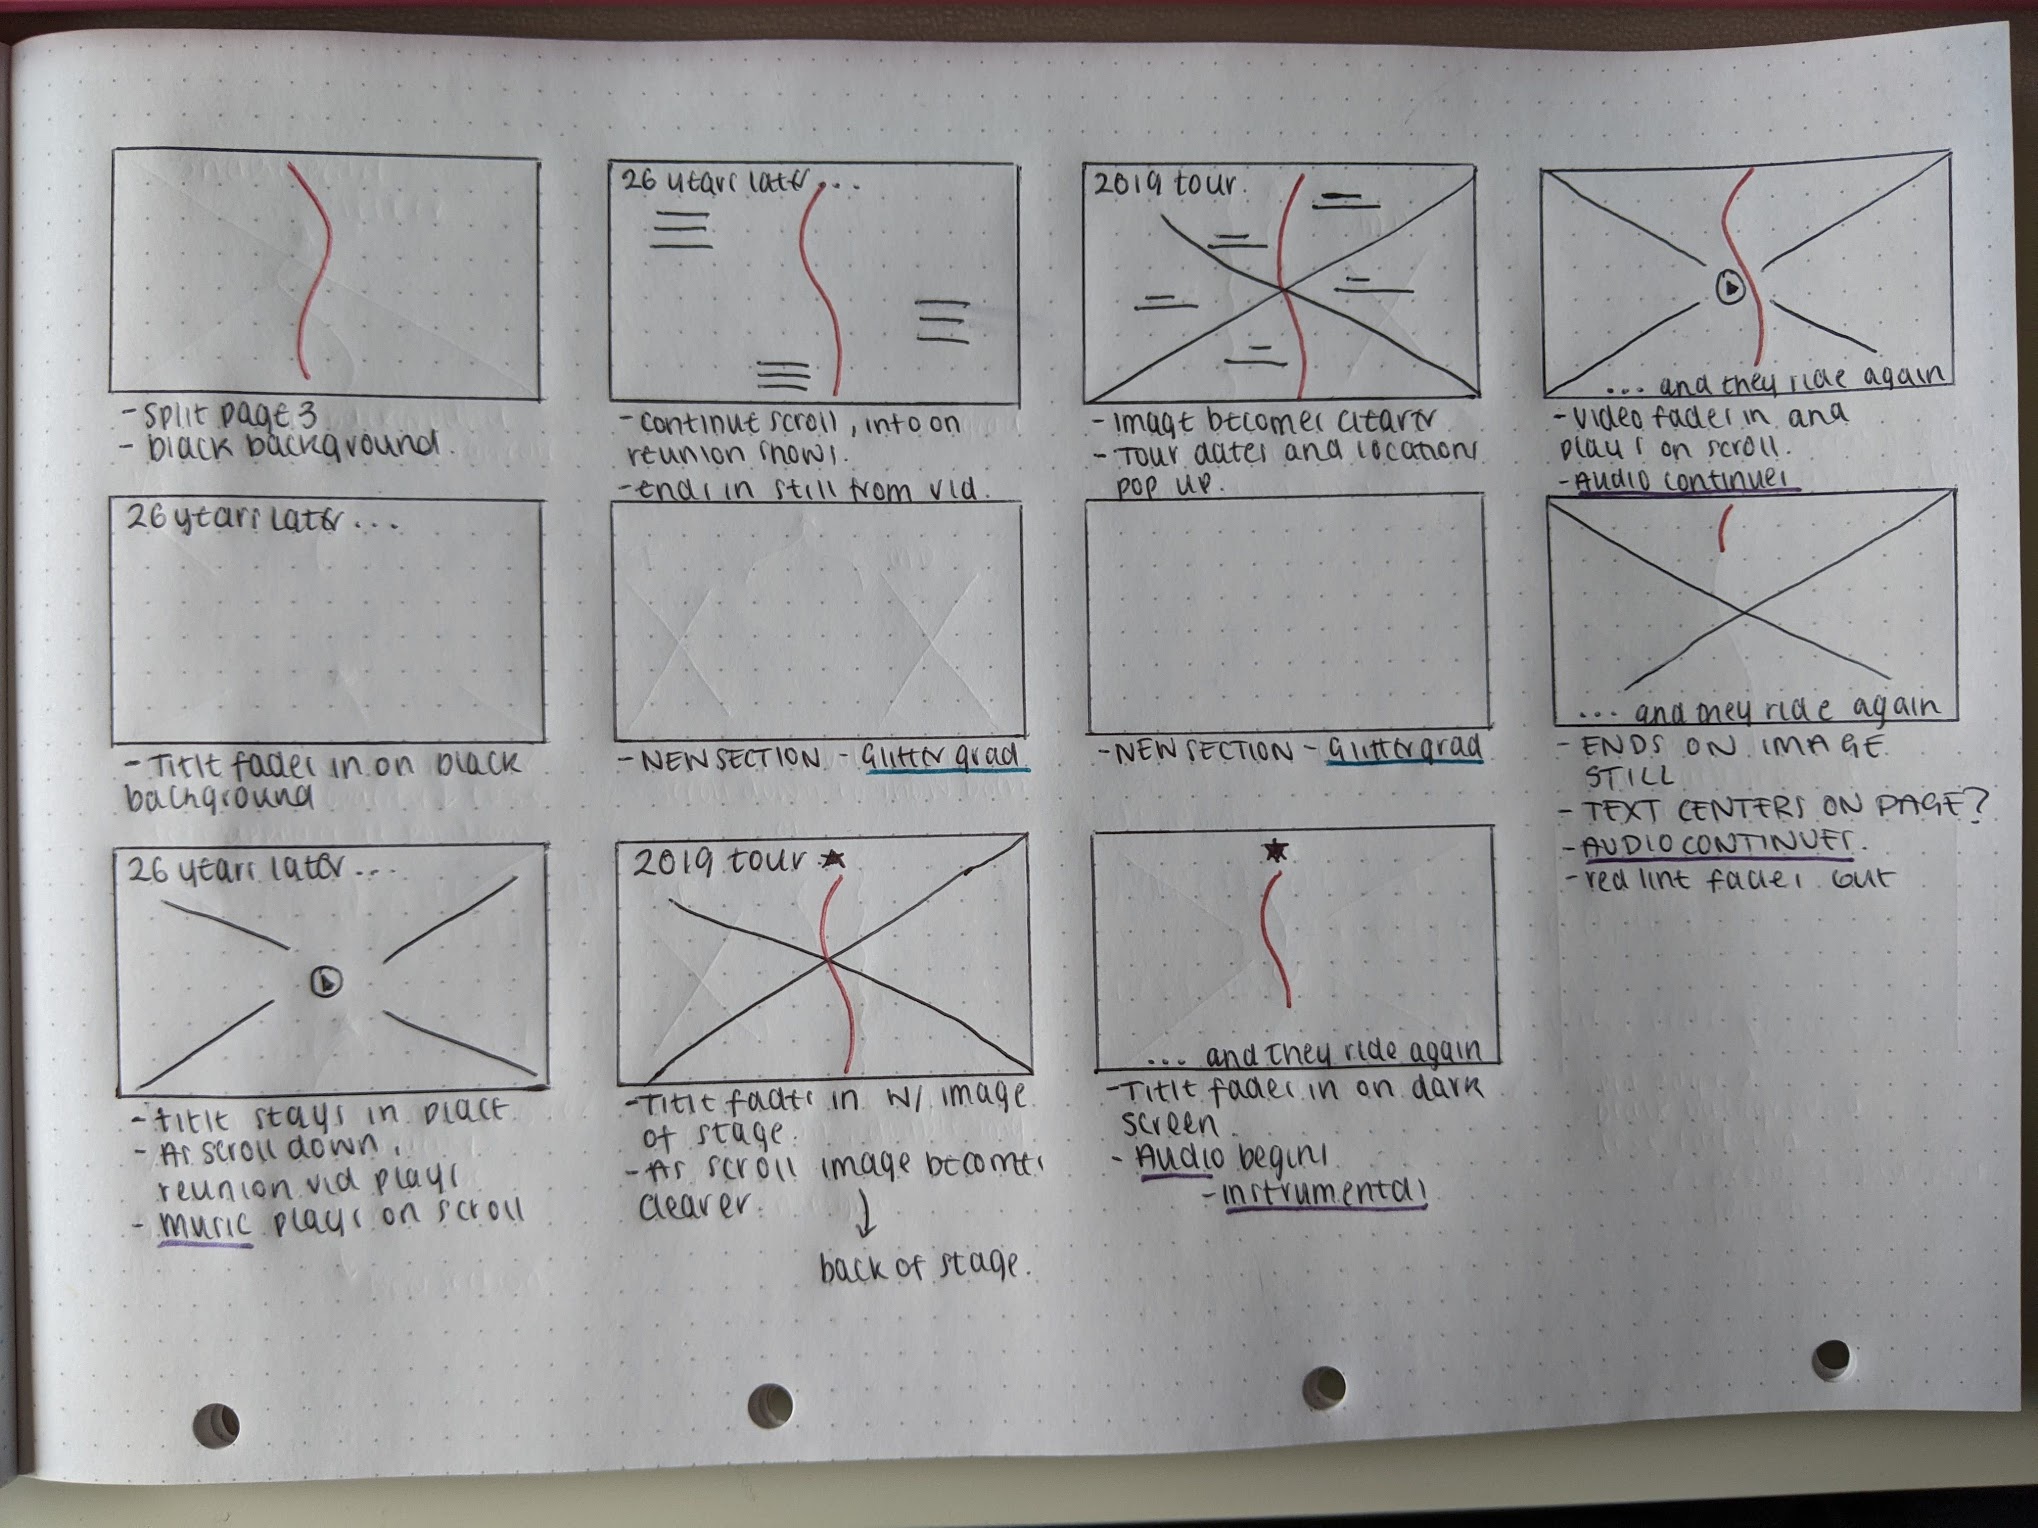 - Split page 3
- black background.
26 years later...
- Title fades in on black
background
26 years later...
- title stays in place
- As scroll down,
reunion vid plays
- music plays on scroll
26 years later...
- continue scroll, into on
reunion shows.
- ends in still from vid.
- NEW SECTION - Glitter grad
2019 tour
- Title fades in w/ image
of stage.
- As scroll image becomes
clearer.
back of stage.
2019 tour.
- Image becomes clearer
- Tour dates and locations
pop up.
- NEW SECTION - Glitter grad
... and they ride again
- Title fades in on dark
screen.
- Audio begins
- instrumental
... and they ride again
- Video fades in and
plays on scroll.
- Audio continues
... and they ride again
- ENDS ON IMAGE
STILL
- TEXT CENTERS ON PAGE?
- AUDIO CONTINUES.
- red line fades out